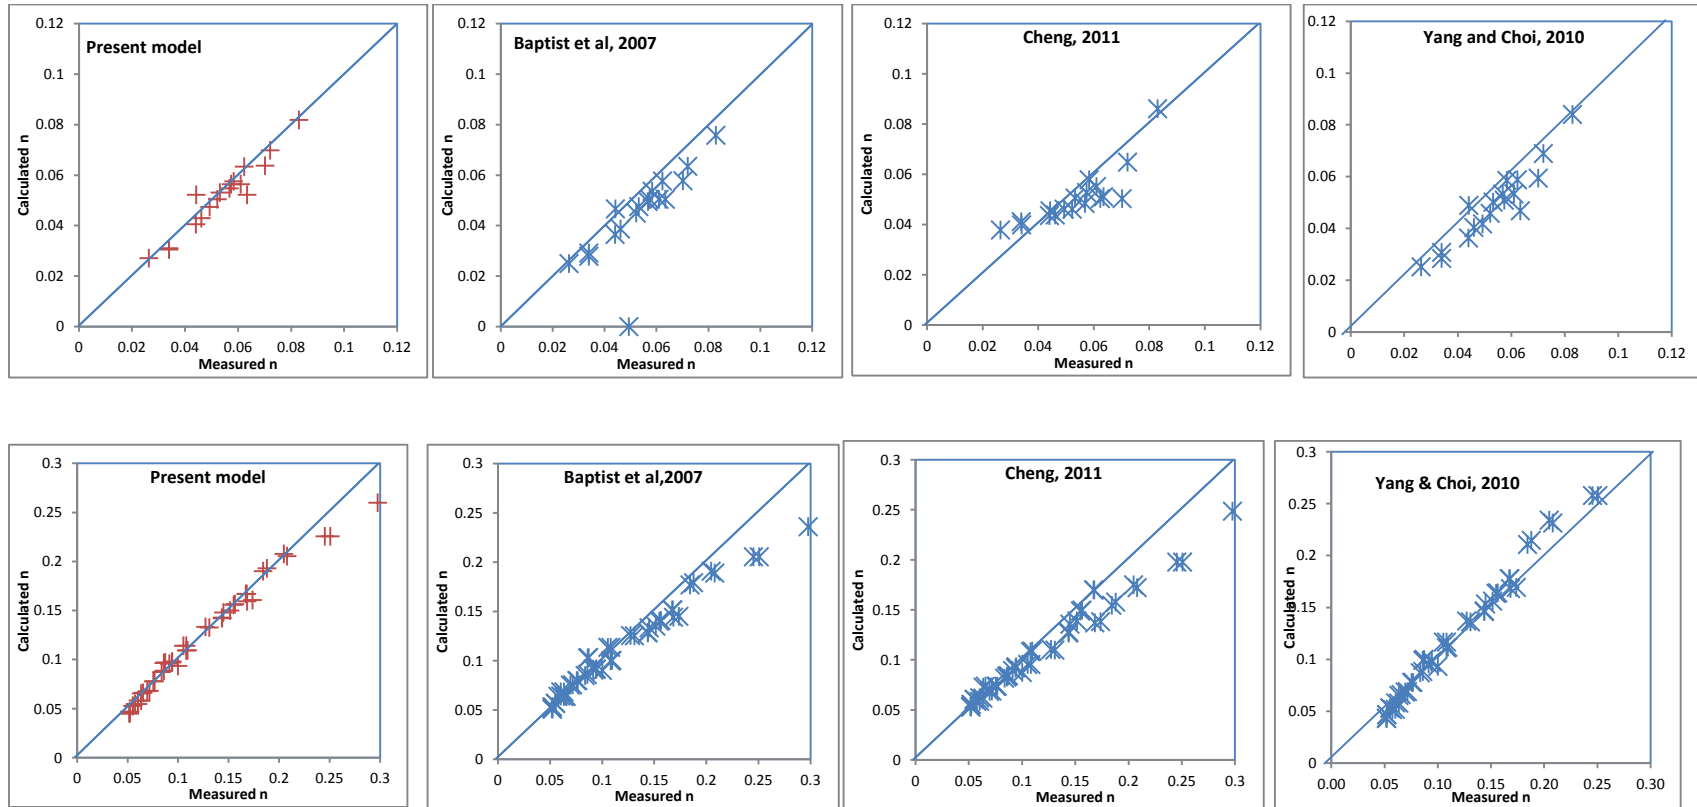 Present model
Calculated n
0.12
0.1
0.08
0.06
0.04
0.02
0
0 0.02 0.04 0.06 0.08 0.1 0.12
Measured n
Baptist et al, 2007
Calculated n
0.12
0.1
0.08
0.06
0.04
0.02
0
0 0.02 0.04 0.06 0.08 0.1 0.12
Measured n
Cheng, 2011
Calculated n
0.12
0.1
0.08
0.06
0.04
0.02
0
0 0.02 0.04 0.06 0.08 0.1 0.12
Measured n
Yang and Choi, 2010
Calculated n
0.12
0.1
0.08
0.06
0.04
0.02
0
0 0.02 0.04 0.06 0.08 0.1 0.12
Measured n
Present model
Calculated n
0.3
0.25
0.2
0.15
0.1
0.05
0
0 0.05 0.1 0.15 0.2 0.25 0.3
Measured n
Baptist et al,2007
Calculated n
0.3
0.25
0.2
0.15
0.1
0.05
0
0 0.05 0.1 0.15 0.2 0.25 0.3
Measured n
Cheng, 2011
Calculated n
0.3
0.25
0.2
0.15
0.1
0.05
0
0 0.05 0.1 0.15 0.2 0.25 0.3
Measured n
Yang & Choi, 2010
Calculated n
0.3
0.25
0.2
0.15
0.1
0.05
0
0.00 0.05 0.10 0.15 0.20 0.25 0.30
Measured n